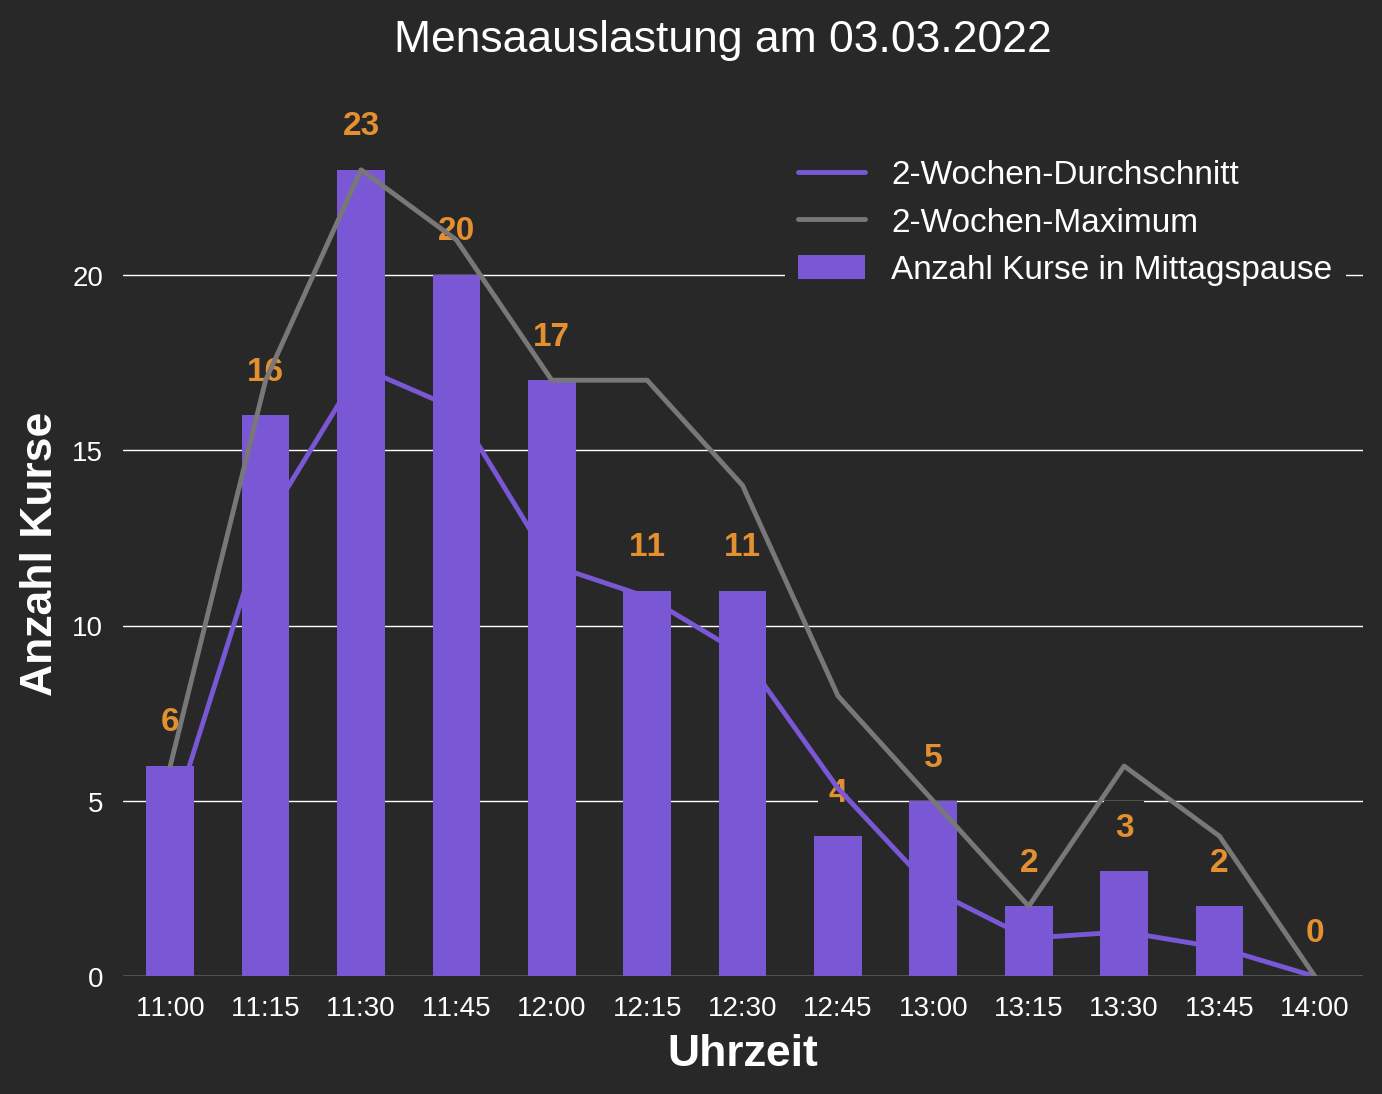 Mensaauslastung am 03.03.2022
2-Wochen-Durchschnitt
2-Wochen-Maximum
Anzahl Kurse in Mittagspause
Anzahl Kurse
20
15
10
5
0
6
16
23
20
17
11
11
4
5
2
3
2
0
11:00 11:15 11:30 11:45 12:00 12:15 12:30 12:45 13:00 13:15 13:30 13:45 14:00
Uhrzeit